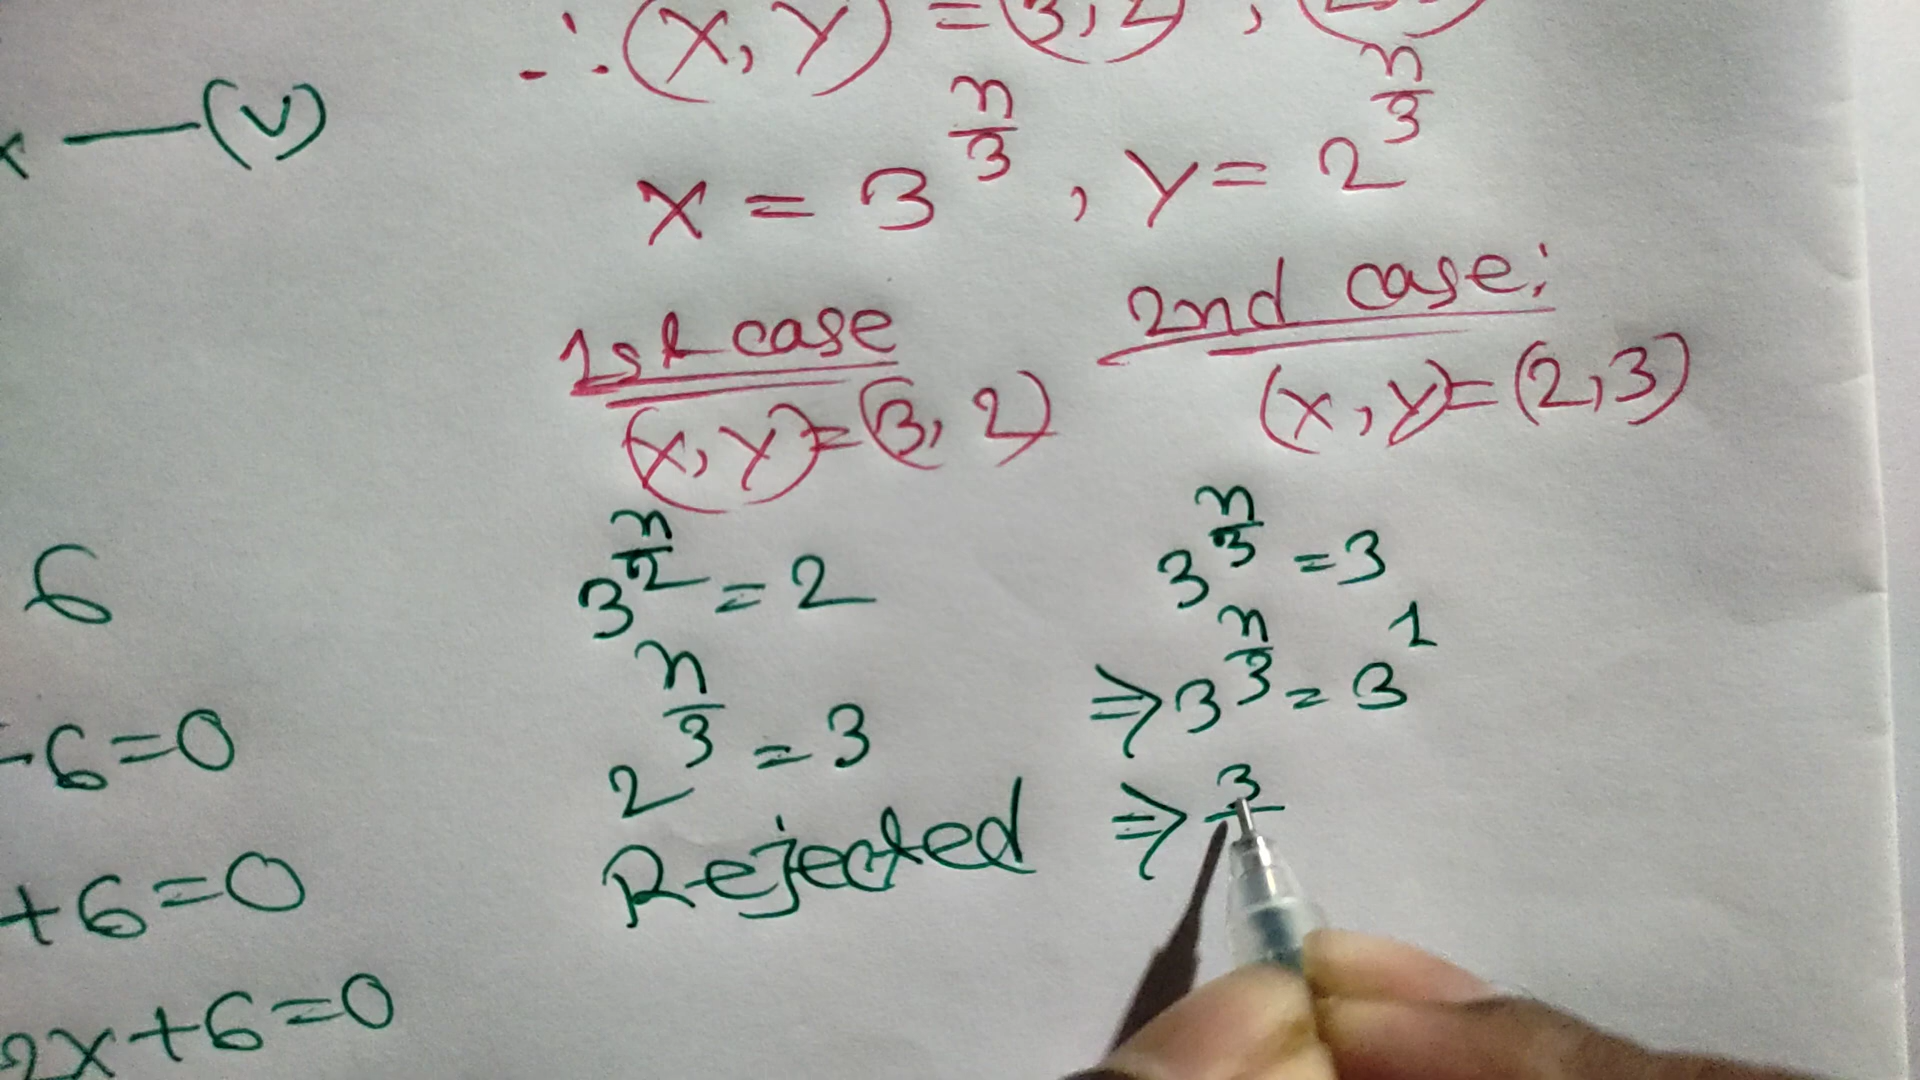 ∴ (x, y) = (3, 2),
x — (v)
x = 3^(n/3), y = 2^(n/3)
1st case
(x, y) = (3, 2)
3^(n/2) = 2
2^(n/3) = 3
Rejected
2nd case:
(x, y) = (2, 3)
3^(n/3) = 3
⇒ 3^(n/3) = 3^1
⇒ 3/
6
-6=0
+6=0
2x+6=0